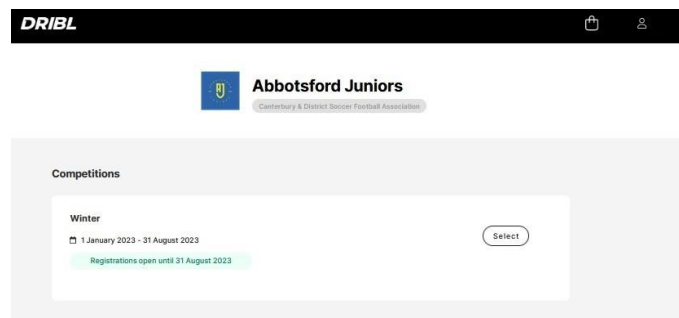 DRIBL
AJ
Abbotsford Juniors
Canterbury & District Soccer Football Association
Competitions
Winter
1 January 2023 - 31 August 2023
Select
Registrations open until 31 August 2023